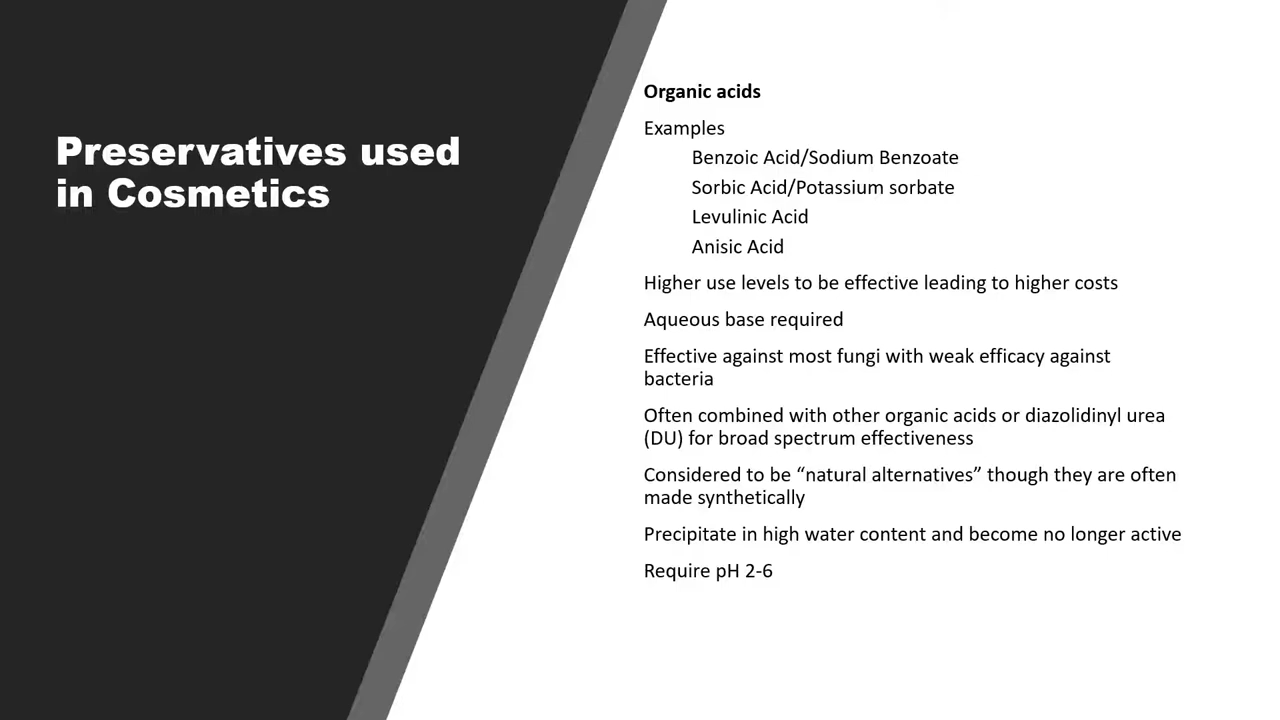 Preservatives used
in Cosmetics
Organic acids
Examples
Benzoic Acid/Sodium Benzoate
Sorbic Acid/Potassium sorbate
Levulinic Acid
Anisic Acid
Higher use levels to be effective leading to higher costs
Aqueous base required
Effective against most fungi with weak efficacy against
bacteria
Often combined with other organic acids or diazolidinyl urea
(DU) for broad spectrum effectiveness
Considered to be “natural alternatives” though they are often
made synthetically
Precipitate in high water content and become no longer active
Require pH 2-6